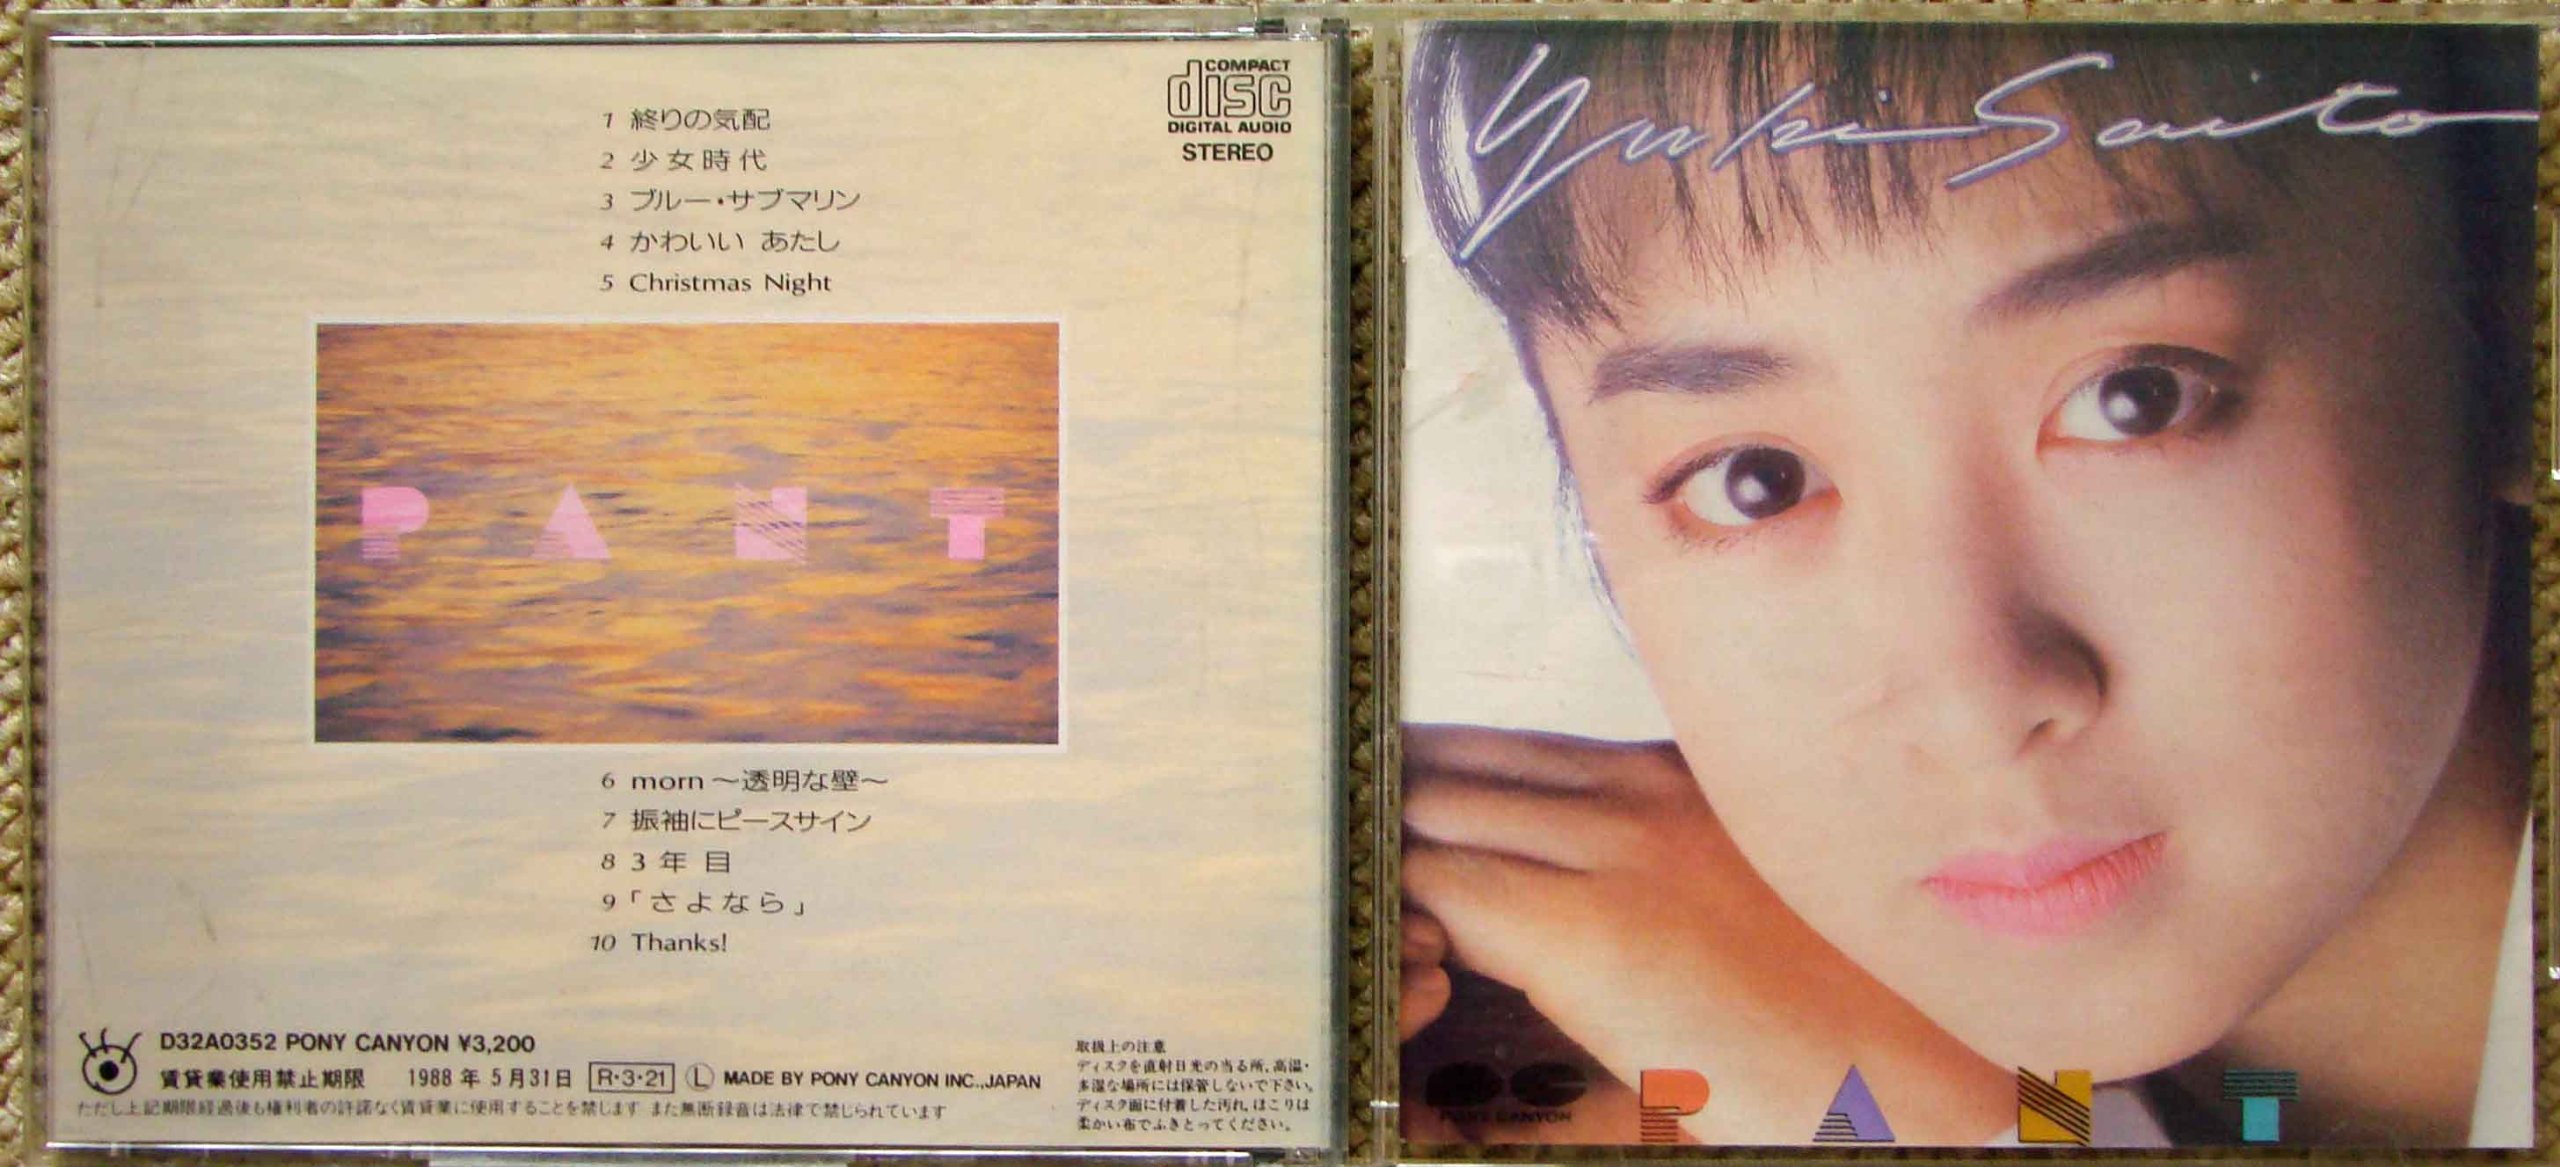 COMPACT
disc
DIGITAL AUDIO
STEREO
1 終りの気配
2 少女時代
3 ブルー・サブマリン
4 かわいい あたし
5 Christmas Night
PANT
6 morn ～透明な壁～
7 振袖にピースサイン
8 3年目
9 「さよなら」
10 Thanks!
D32A0352 PONY CANYON ¥3,200
賃貸業使用禁止期限 1988年5月31日 R・3・21 Ⓛ MADE BY PONY CANYON INC.,JAPAN
ただし上記期限経過後も権利者の許諾なく賃貸業に使用することを禁じます また無断録音は法律で禁じられています
取扱上の注意
ディスクを直射日光の当る所、高温・
多湿な場所には保管しないで下さい。
ディスク面に付着した汚れ、ほこりは
柔かい布でふきとってください。
Yuki Saito
PC
PONY CANYON
PANT